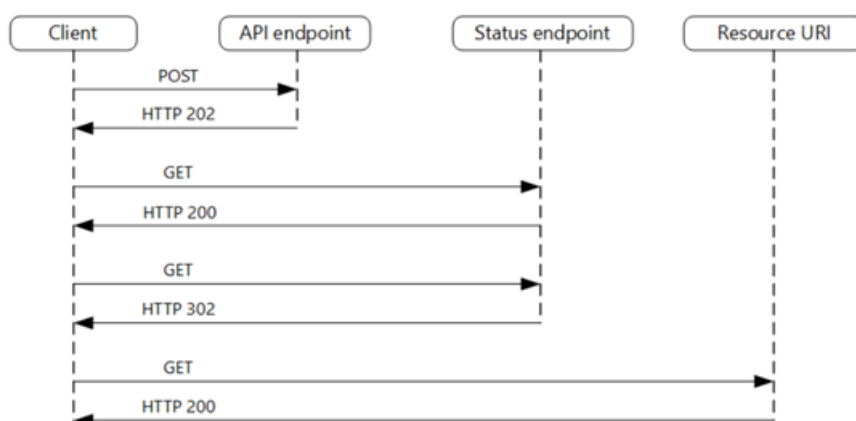 Client
API endpoint
Status endpoint
Resource URI
POST
HTTP 202
GET
HTTP 200
GET
HTTP 302
GET
HTTP 200